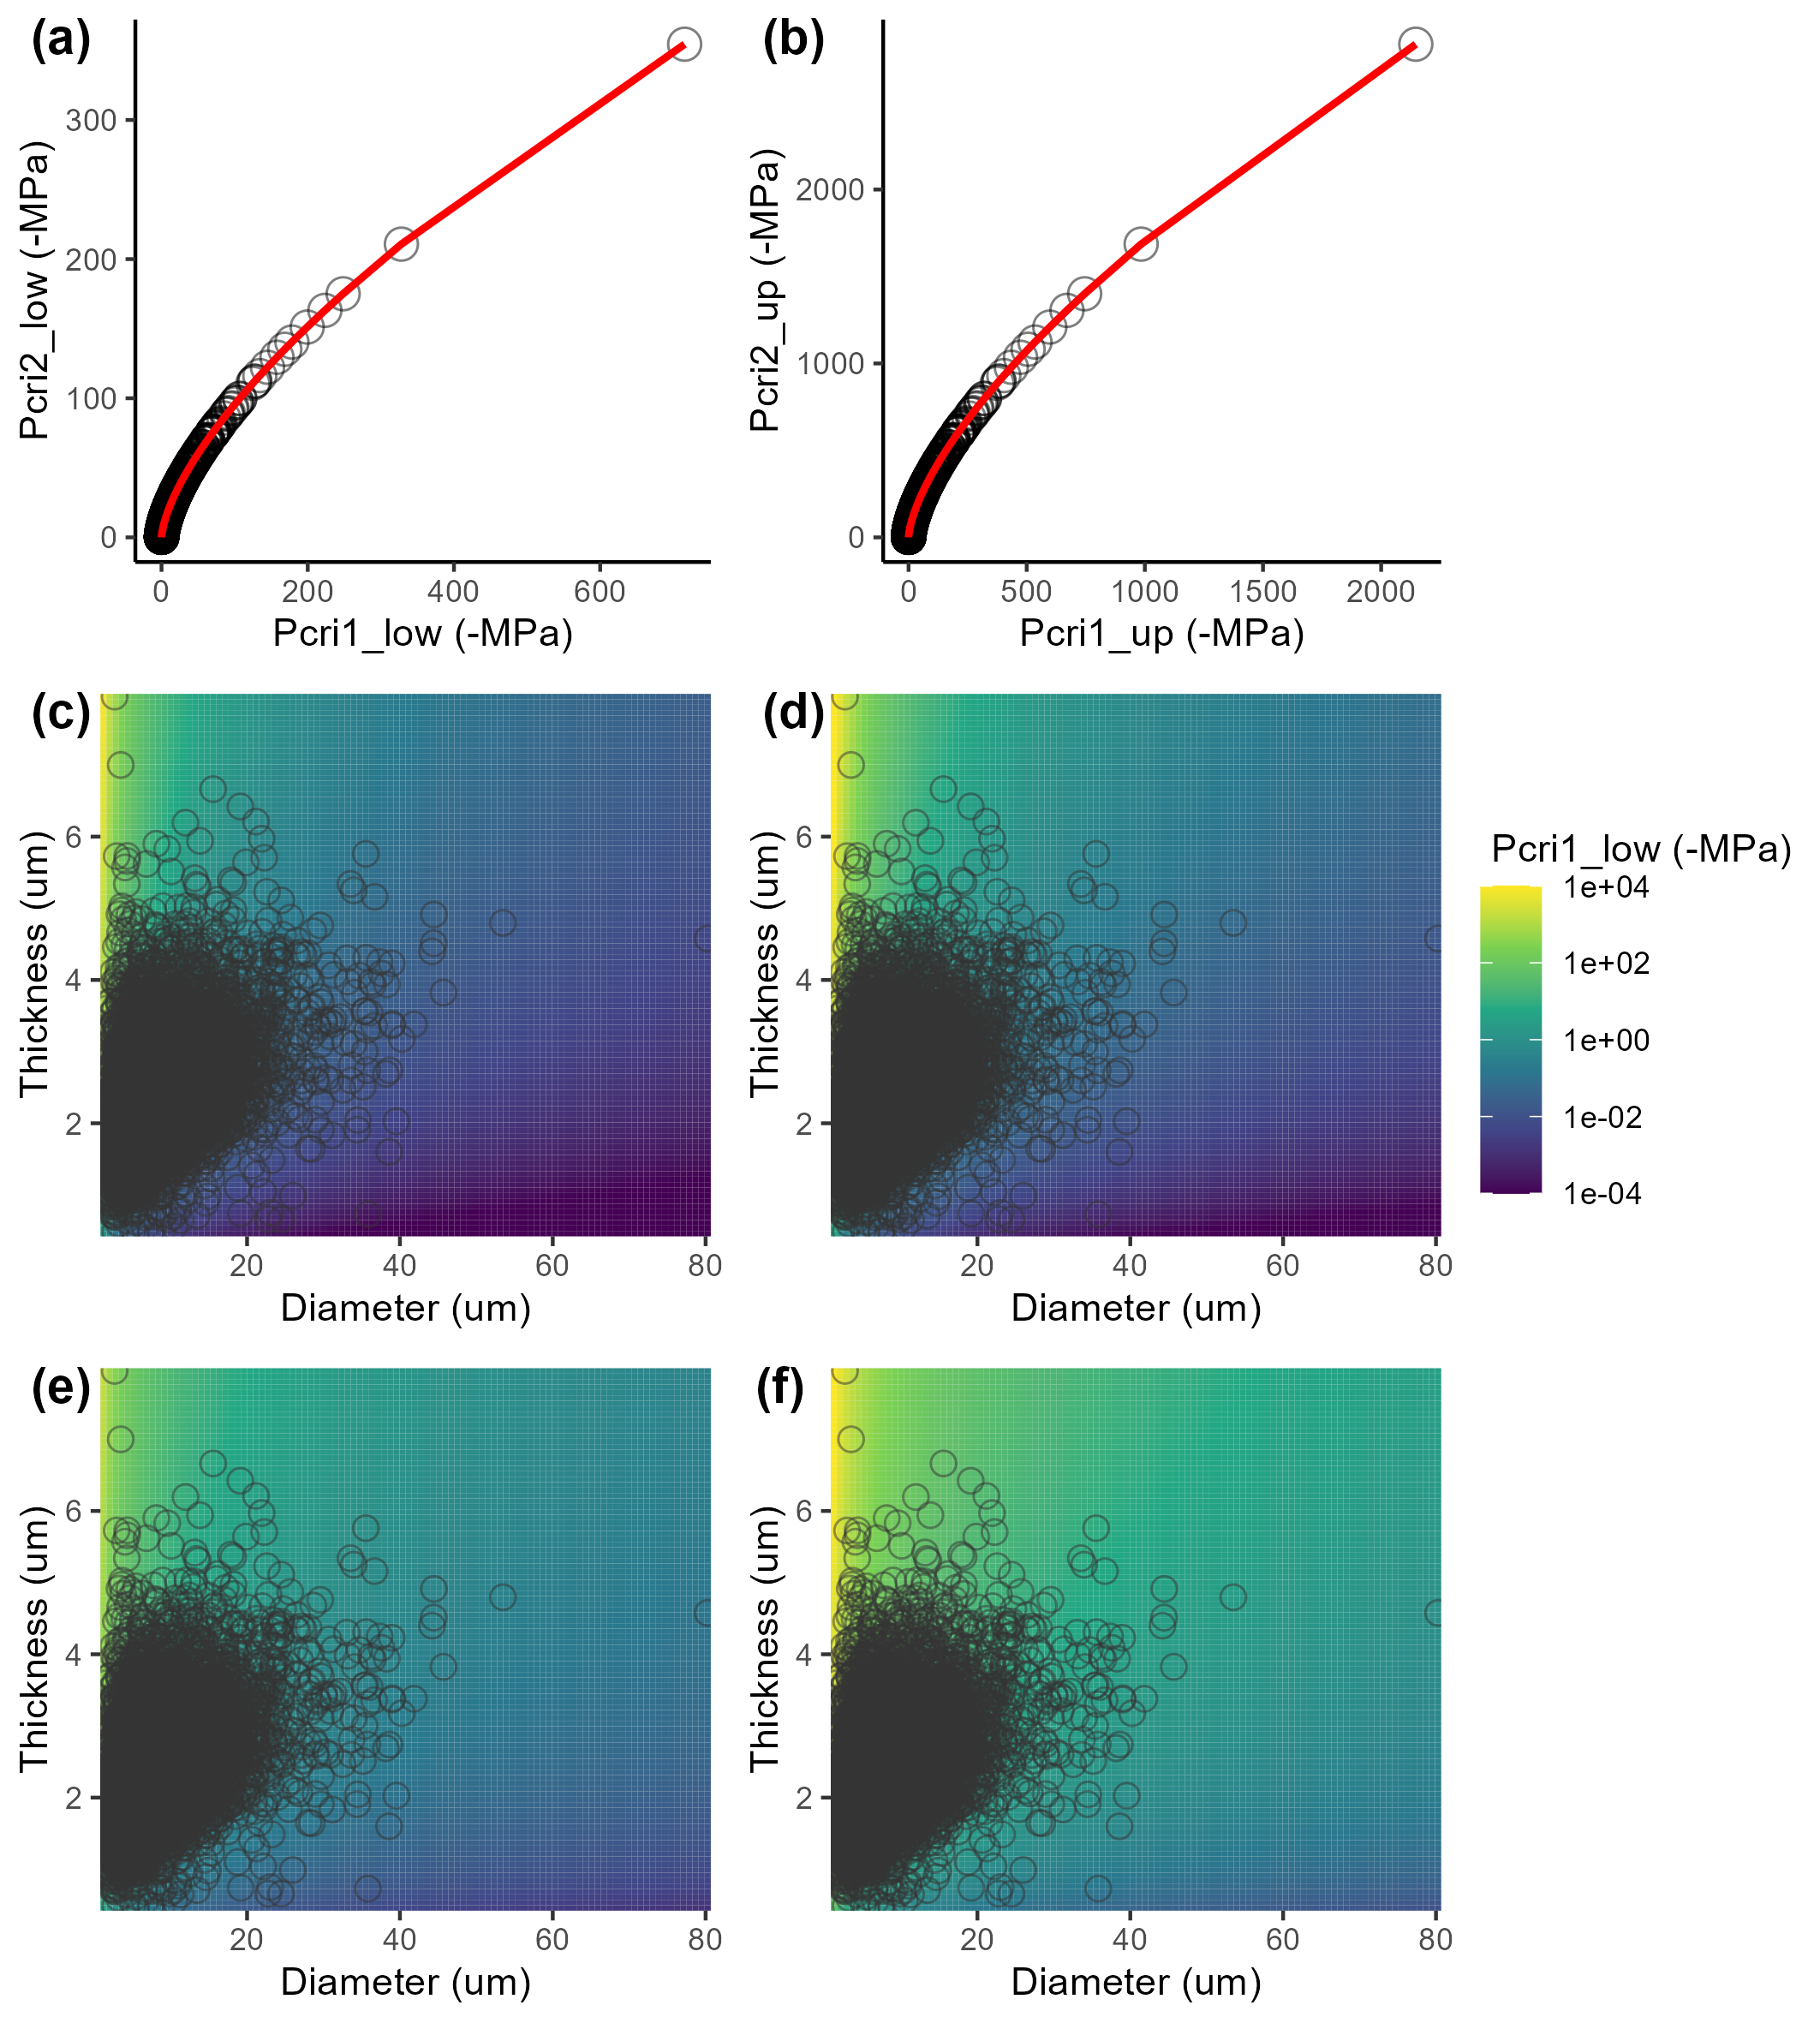 (a)
300
200
100
0
Pcri2_low (-MPa)
0 200 400 600
Pcri1_low (-MPa)
(b)
2000
1000
0
Pcri2_up (-MPa)
0 500 1000 1500 2000
Pcri1_up (-MPa)
(c)
6
4
2
Thickness (um)
20 40 60 80
Diameter (um)
(d)
6
4
2
Thickness (um)
20 40 60 80
Diameter (um)
Pcri1_low (-MPa)
1e+04
1e+02
1e+00
1e-02
1e-04
(e)
6
4
2
Thickness (um)
20 40 60 80
Diameter (um)
(f)
6
4
2
Thickness (um)
20 40 60 80
Diameter (um)